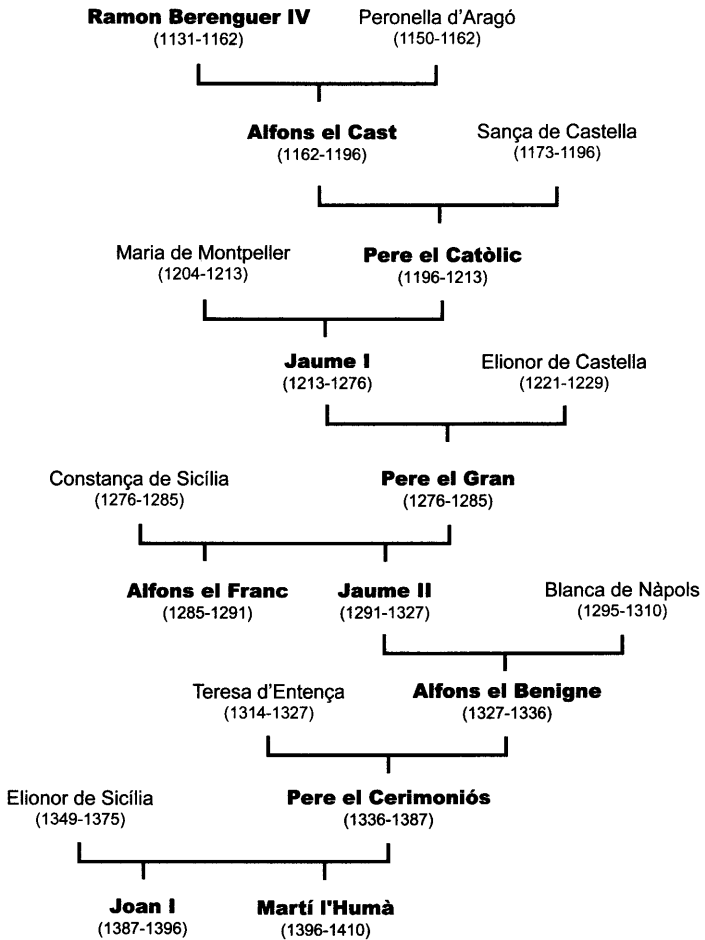 Ramon Berenguer IV
(1131-1162)
Peronella d'Aragó
(1150-1162)
Alfons el Cast
(1162-1196)
Sança de Castella
(1173-1196)
Maria de Montpeller
(1204-1213)
Pere el Catòlic
(1196-1213)
Jaume I
(1213-1276)
Elionor de Castella
(1221-1229)
Constança de Sicília
(1276-1285)
Pere el Gran
(1276-1285)
Alfons el Franc
(1285-1291)
Jaume II
(1291-1327)
Blanca de Nàpols
(1295-1310)
Teresa d'Entença
(1314-1327)
Alfons el Benigne
(1327-1336)
Elionor de Sicília
(1349-1375)
Pere el Cerimoniós
(1336-1387)
Joan I
(1387-1396)
Martí l'Humà
(1396-1410)